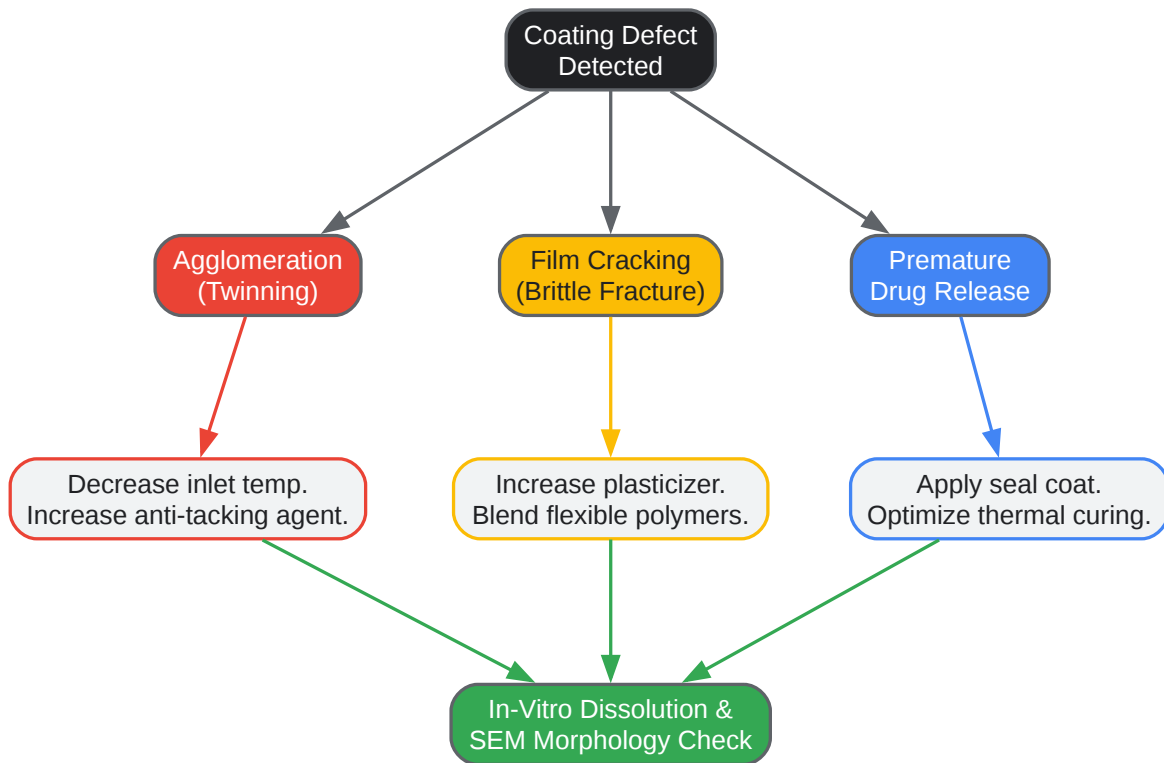 Coating Defect
Detected
Agglomeration
(Twinning)
Film Cracking
(Brittle Fracture)
Premature
Drug Release
Decrease inlet temp.
Increase anti-tacking agent.
Increase plasticizer.
Blend flexible polymers.
Apply seal coat.
Optimize thermal curing.
In-Vitro Dissolution &
SEM Morphology Check